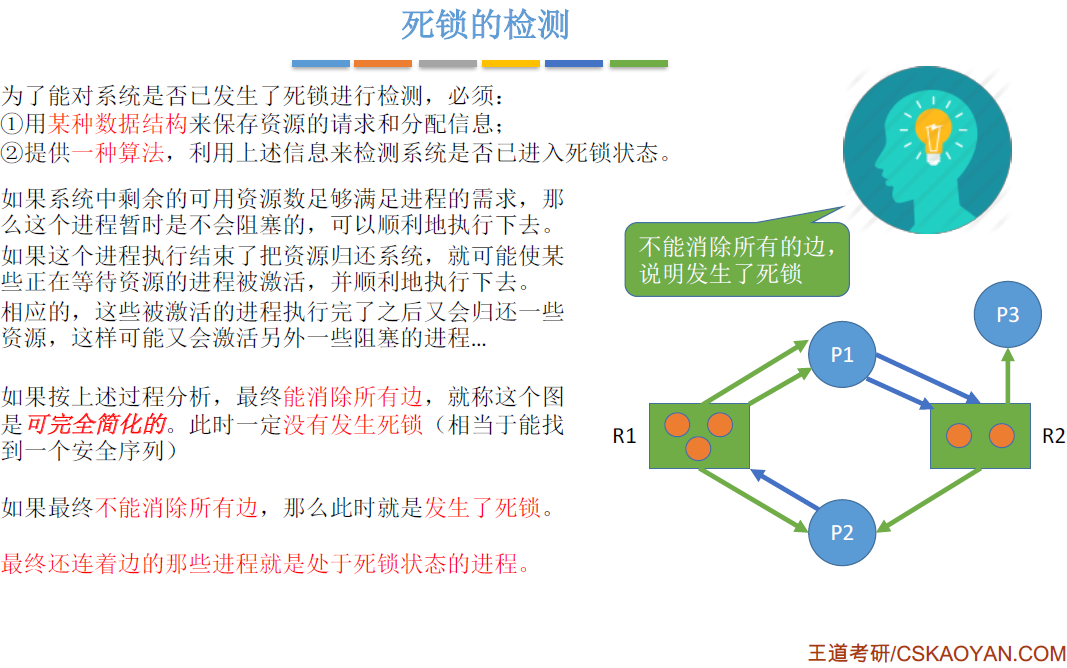 死锁的检测
为了能对系统是否已发生了死锁进行检测，必须：
①用某种数据结构来保存资源的请求和分配信息；
②提供一种算法，利用上述信息来检测系统是否已进入死锁状态。
如果系统中剩余的可用资源数足够满足进程的需求，那
么这个进程暂时是不会阻塞的，可以顺利地执行下去。
如果这个进程执行结束了把资源归还系统，就可能使某
些正在等待资源的进程被激活，并顺利地执行下去。
相应的，这些被激活的进程执行完了之后又会归还一些
资源，这样可能又会激活另外一些阻塞的进程...
如果按上述过程分析，最终能消除所有边，就称这个图
是可完全简化的。此时一定没有发生死锁（相当于能找
到一个安全序列）
如果最终不能消除所有边，那么此时就是发生了死锁。
最终还连着边的那些进程就是处于死锁状态的进程。
不能消除所有的边，
说明发生了死锁
P3
P1
R1
R2
P2
王道考研/CSKAOYAN.COM